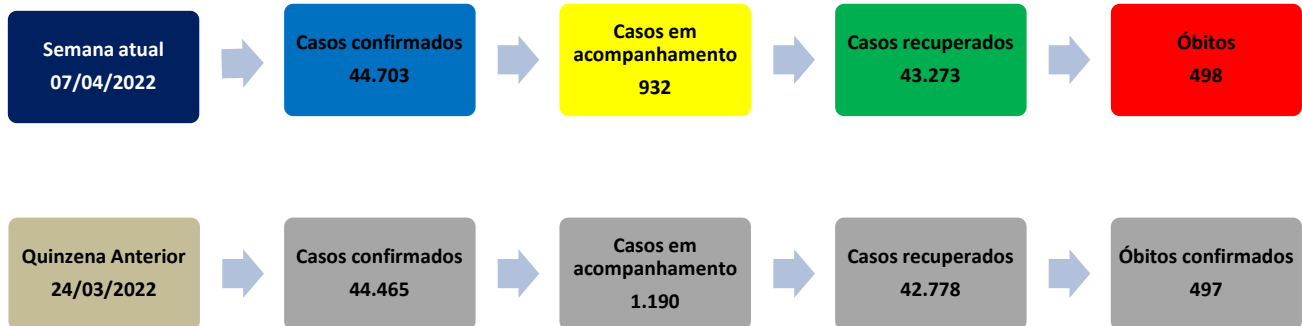 Semana atual
07/04/2022
Casos confirmados
44.703
Casos em
acompanhamento
932
Casos recuperados
43.273
Óbitos
498
Quinzena Anterior
24/03/2022
Casos confirmados
44.465
Casos em
acompanhamento
1.190
Casos recuperados
42.778
Óbitos confirmados
497